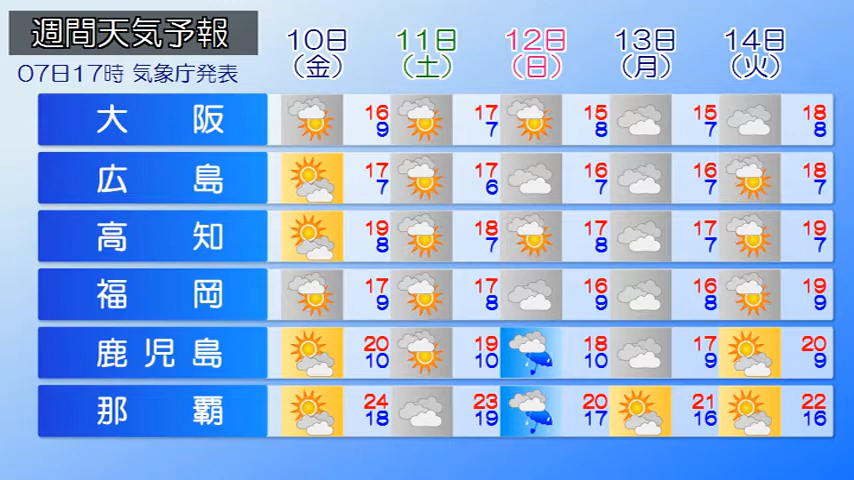 週間天気予報
07日17時 気象庁発表
10日 11日 12日 13日 14日
(金) (土) (日) (月) (火)
大阪 16 9 17 7 15 8 15 7 18 8
広島 17 7 17 6 16 7 16 7 18 7
高知 19 8 18 7 17 8 17 7 19 7
福岡 17 9 17 8 16 9 16 8 19 9
鹿児島 20 10 19 10 18 10 17 9 20 9
那覇 24 18 23 19 20 17 21 16 22 16